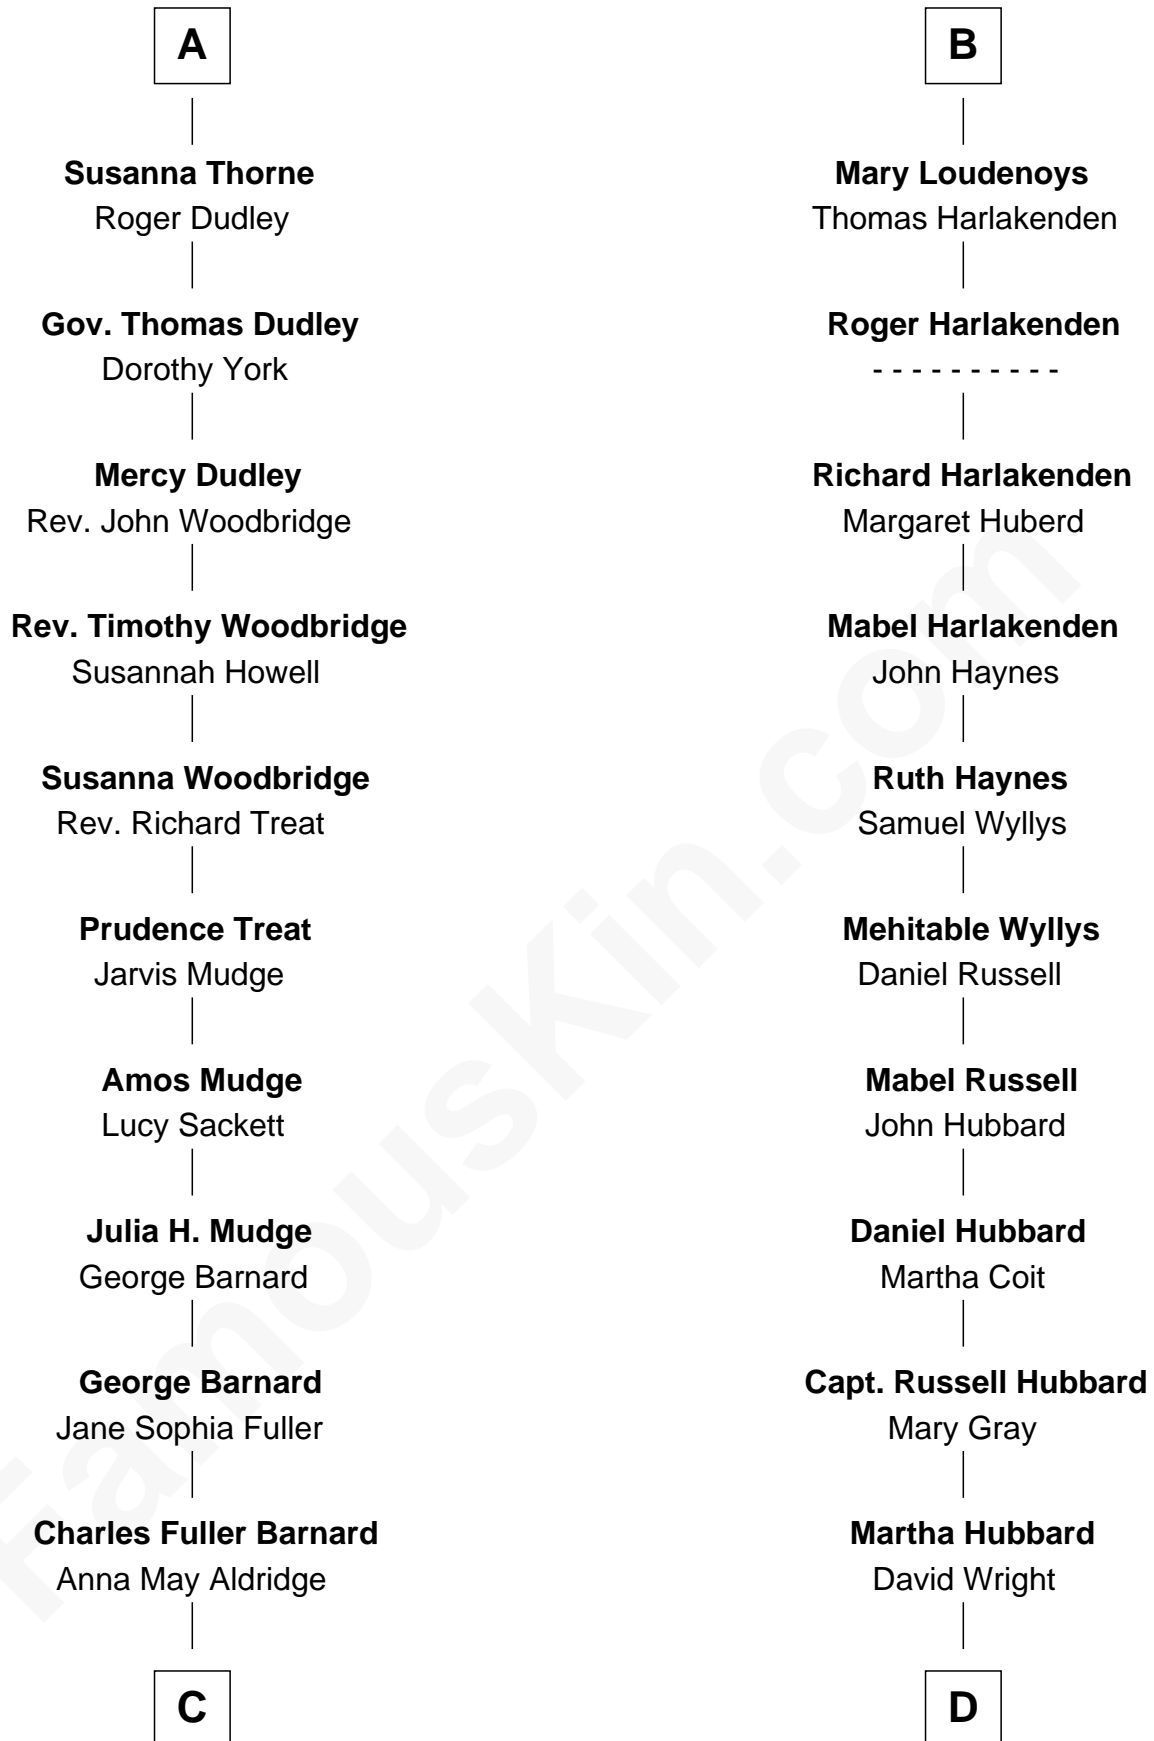 A
Susanna Thorne
Roger Dudley
Gov. Thomas Dudley
Dorothy York
Mercy Dudley
Rev. John Woodbridge
Rev. Timothy Woodbridge
Susannah Howell
Susanna Woodbridge
Rev. Richard Treat
Prudence Treat
Jarvis Mudge
Amos Mudge
Lucy Sackett
Julia H. Mudge
George Barnard
George Barnard
Jane Sophia Fuller
Charles Fuller Barnard
Anna May Aldridge
C
B
Mary Loudenoys
Thomas Harlakenden
Roger Harlakenden
- - - - - - - - - -
Richard Harlakenden
Margaret Huberd
Mabel Harlakenden
John Haynes
Ruth Haynes
Samuel Wyllys
Mehitable Wyllys
Daniel Russell
Mabel Russell
John Hubbard
Daniel Hubbard
Martha Coit
Capt. Russell Hubbard
Mary Gray
Martha Hubbard
David Wright
D
FamousKin.com